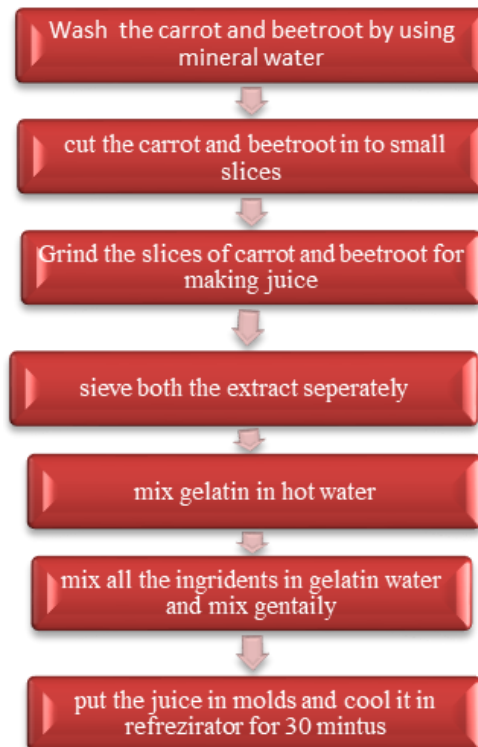 Wash the carrot and beetroot by using
mineral water
cut the carrot and beetroot in to small
slices
Grind the slices of carrot and beetroot for
making juice
sieve both the extract seperately
mix gelatin in hot water
mix all the ingridents in gelatin water
and mix gentaily
put the juice in molds and cool it in
refrezirator for 30 mintus